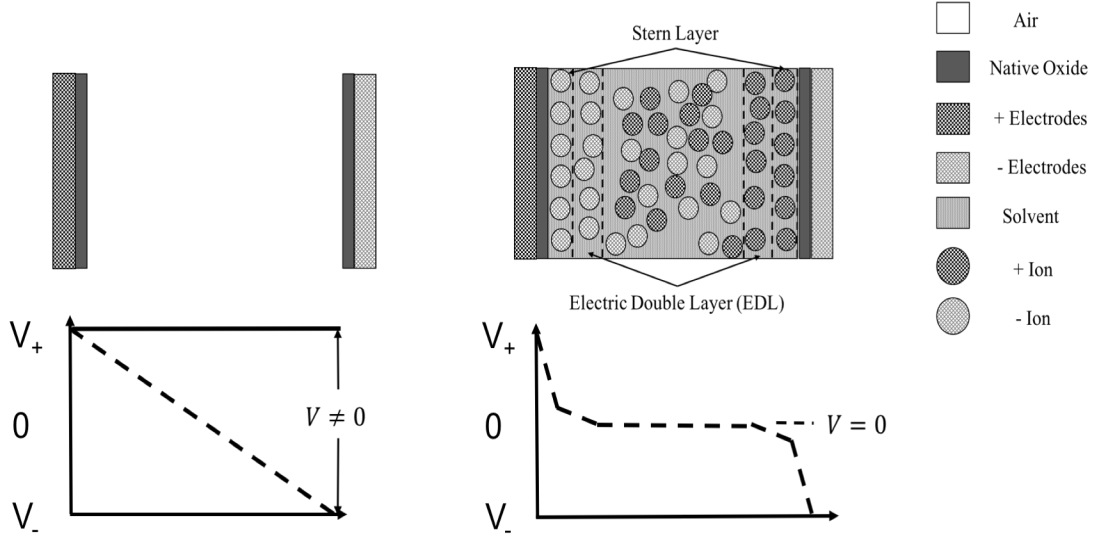 Stern Layer
Electric Double Layer (EDL)
Air
Native Oxide
+ Electrodes
- Electrodes
Solvent
+ Ion
- Ion
V₊
0
V₋
V ≠ 0
V₊
0
V₋
V = 0